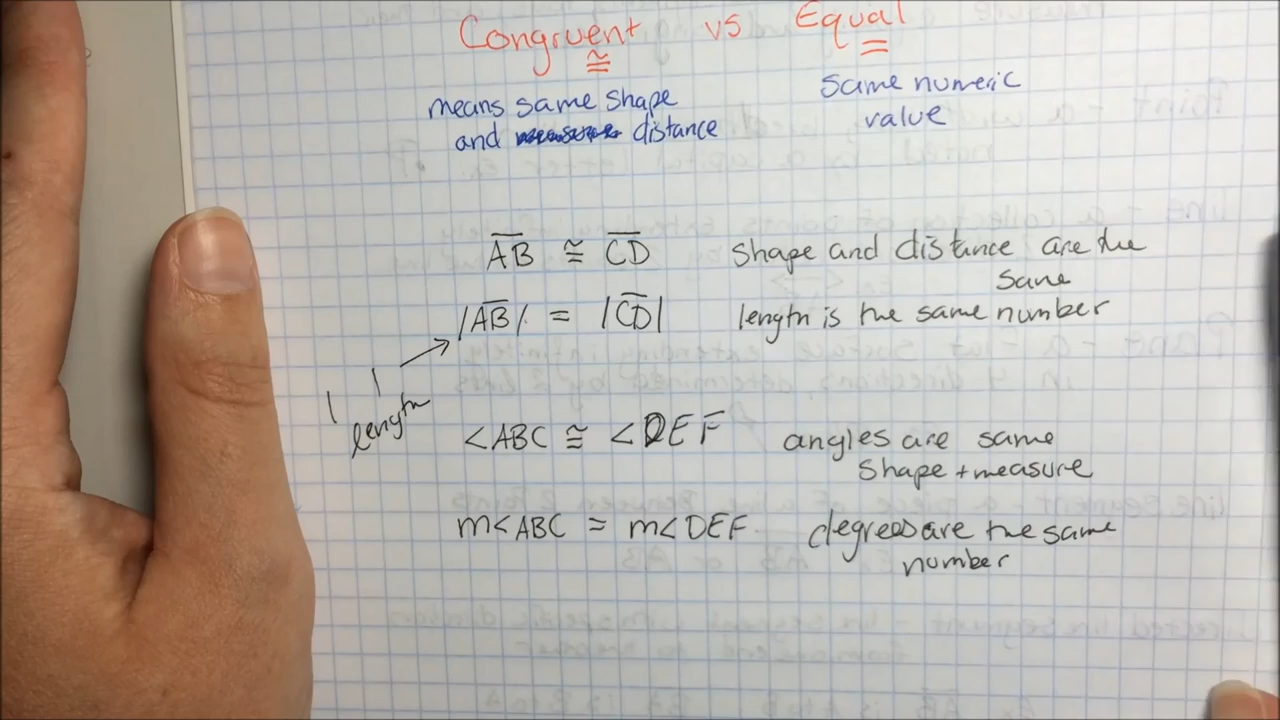 Congruent vs Equal
≅ =
means same shape
and distance
same numeric
value
AB ≅ CD shape and distance are the
same
|AB| = |CD| length is the same number
| |
length
<ABC ≅ <DEF angles are same
shape + measure
m<ABC = m<DEF degrees are the same
number